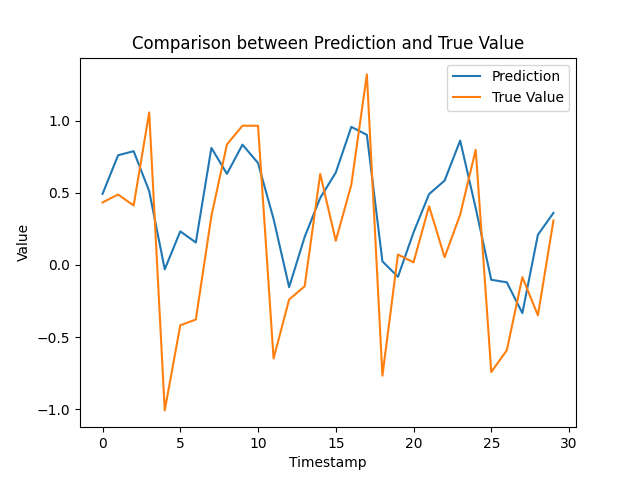 Comparison between Prediction and True Value
Prediction
True Value
1.0
0.5
0.0
−0.5
−1.0
Value
0 5 10 15 20 25 30
Timestamp